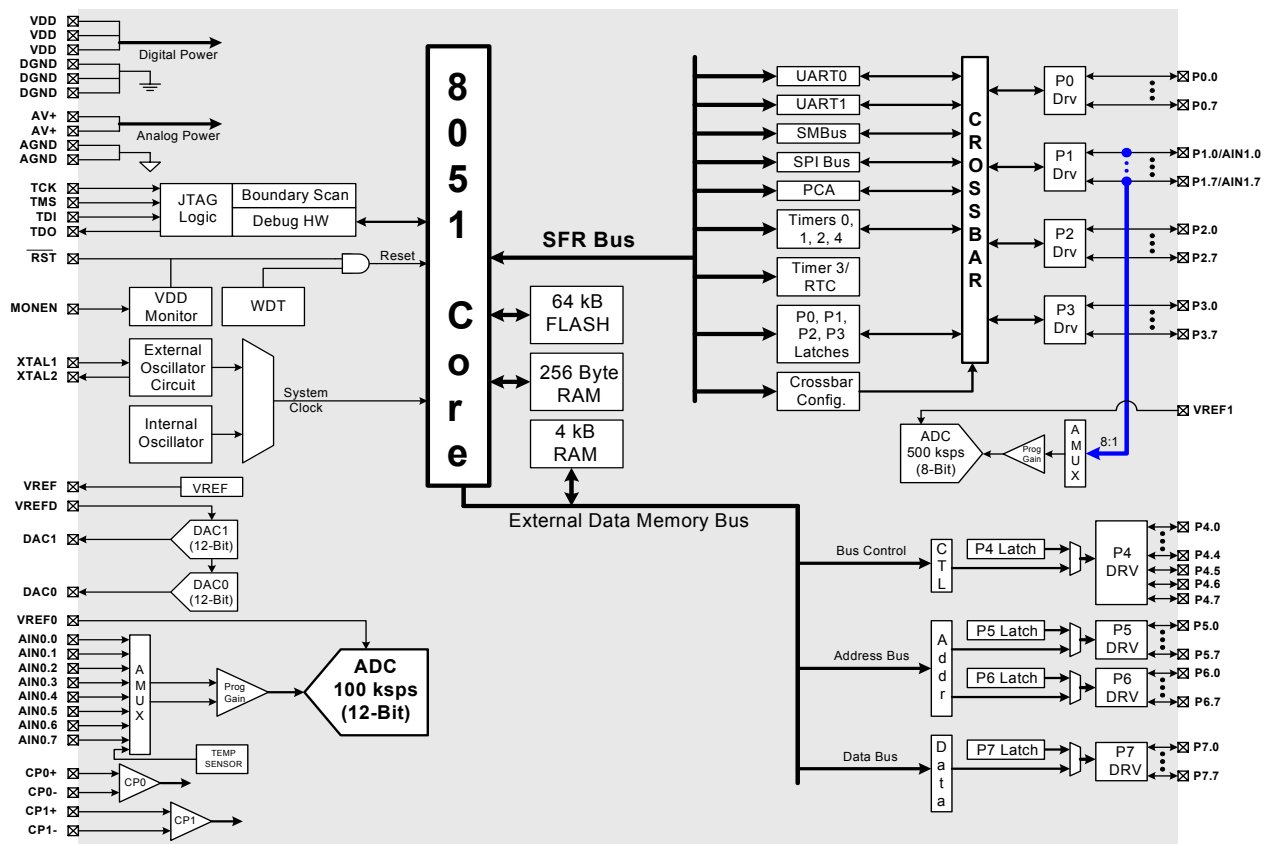 VDD
VDD
VDD
Digital Power
DGND
DGND
DGND
AV+
AV+
Analog Power
AGND
AGND
TCK
TMS
TDI
TDO
JTAG
Logic
Boundary Scan
Debug HW
RST
Reset
MONEN
VDD
Monitor
WDT
XTAL1
XTAL2
External
Oscillator
Circuit
Internal
Oscillator
System
Clock
VREF
VREF
VREFD
DAC1
DAC1
(12-Bit)
DAC0
DAC0
(12-Bit)
VREF0
AIN0.0
AIN0.1
AIN0.2
AIN0.3
AIN0.4
AIN0.5
AIN0.6
AIN0.7
AMUX
Prog
Gain
ADC
100 ksps
(12-Bit)
TEMP
SENSOR
CP0+
CP0-
CP0
CP1+
CP1-
CP1
8051 Core
SFR Bus
64 kB
FLASH
256 Byte
RAM
4 kB
RAM
External Data Memory Bus
UART0
UART1
SMBus
SPI Bus
PCA
Timers 0,
1, 2, 4
Timer 3/
RTC
P0, P1,
P2, P3
Latches
Crossbar
Config.
CROSSBAR
P0
Drv
P0.0
P0.7
P1
Drv
P1.0/AIN1.0
P1.7/AIN1.7
P2
Drv
P2.0
P2.7
P3
Drv
P3.0
P3.7
VREF1
ADC
500 ksps
(8-Bit)
Prog
Gain
AMUX
8:1
Bus Control
CTL
P4 Latch
P4
DRV
P4.0
P4.4
P4.5
P4.6
P4.7
Address Bus
Addr
P5 Latch
P5
DRV
P5.0
P5.7
P6 Latch
P6
DRV
P6.0
P6.7
Data Bus
Data
P7 Latch
P7
DRV
P7.0
P7.7